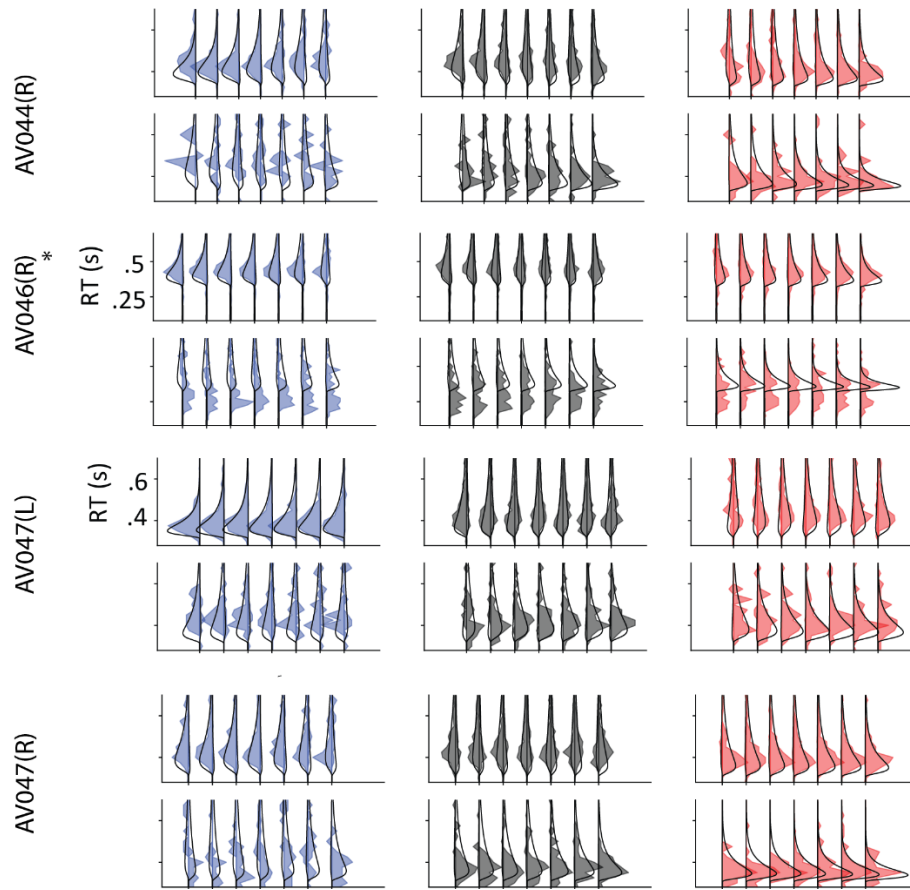 AV044(R)
AV046(R)
*
RT (s)
.5
.25
AV047(L)
RT (s)
.6
.4
AV047(R)